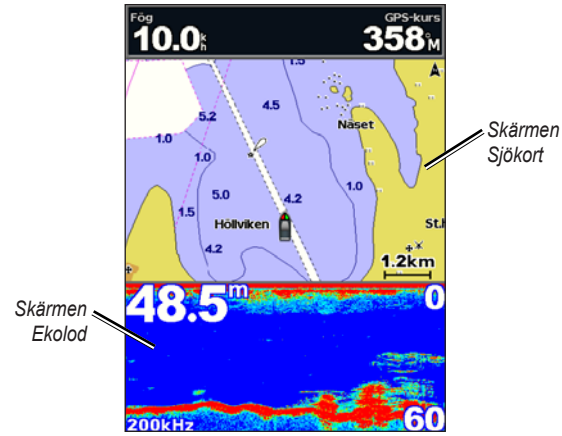 Fög
GPS-kurs
10.0 k/h
358°M
1.5
4.5
5.2
Näset
1.0
1.0
1.0
5.0
4.2
1.5
Höllviken
St.h
4.2
1.2km
Skärmen
Sjökort
48.5m
0
Skärmen
Ekolod
200kHz
60